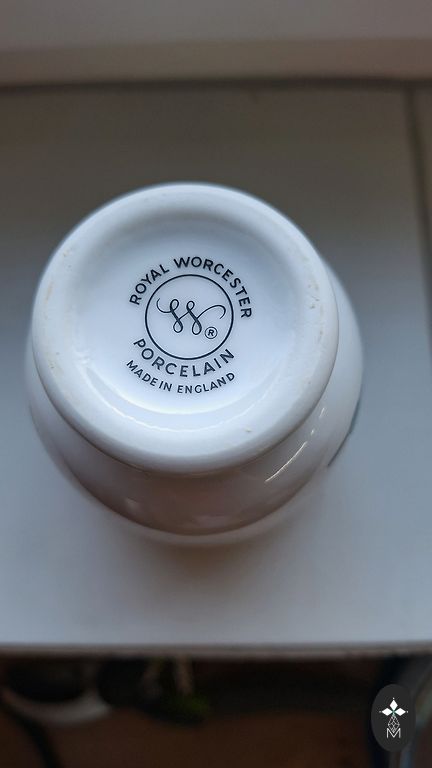 ROYAL WORCESTER
W®
PORCELAIN
MADE IN ENGLAND
M